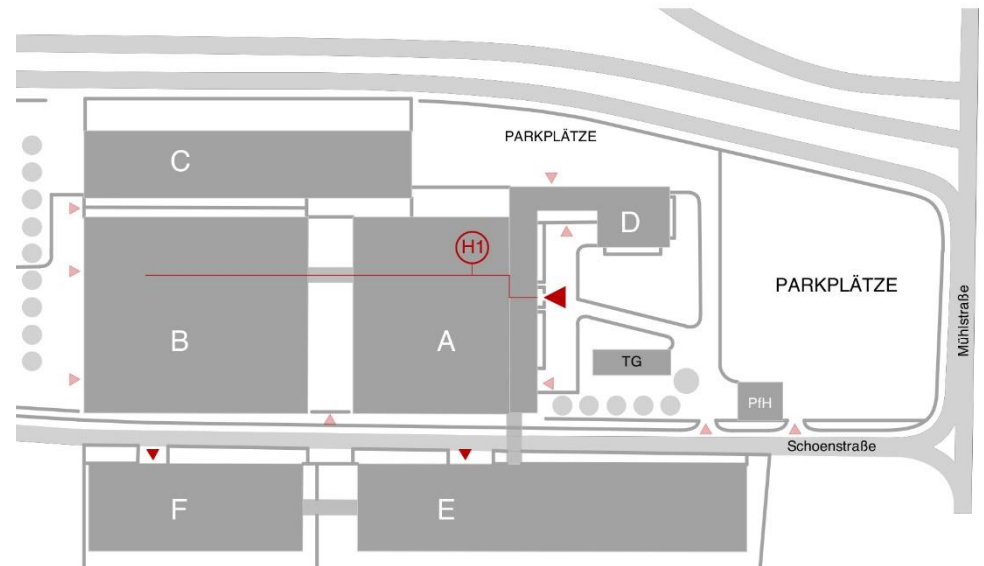 PARKPLÄTZE
C
D
H1
PARKPLÄTZE
Mühlstraße
B
A
TG
PfH
Schoenstraße
F
E